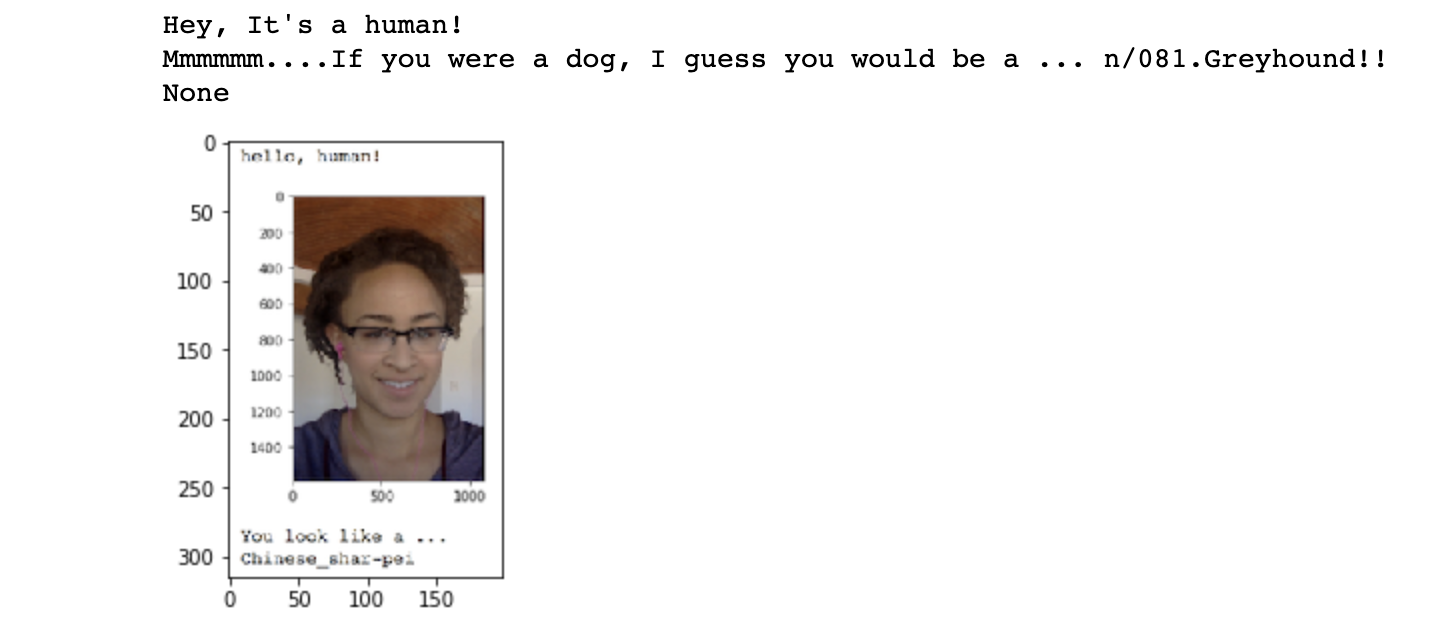 Hey, It's a human!
Mmmmmm....If you were a dog, I guess you would be a ... n/081.Greyhound!!
None
0
50
100
150
200
250
300
hello, human!
0
200
400
600
800
1000
1200
1400
0 500 1000
You look like a ...
Chinese_shar-pei
0 50 100 150